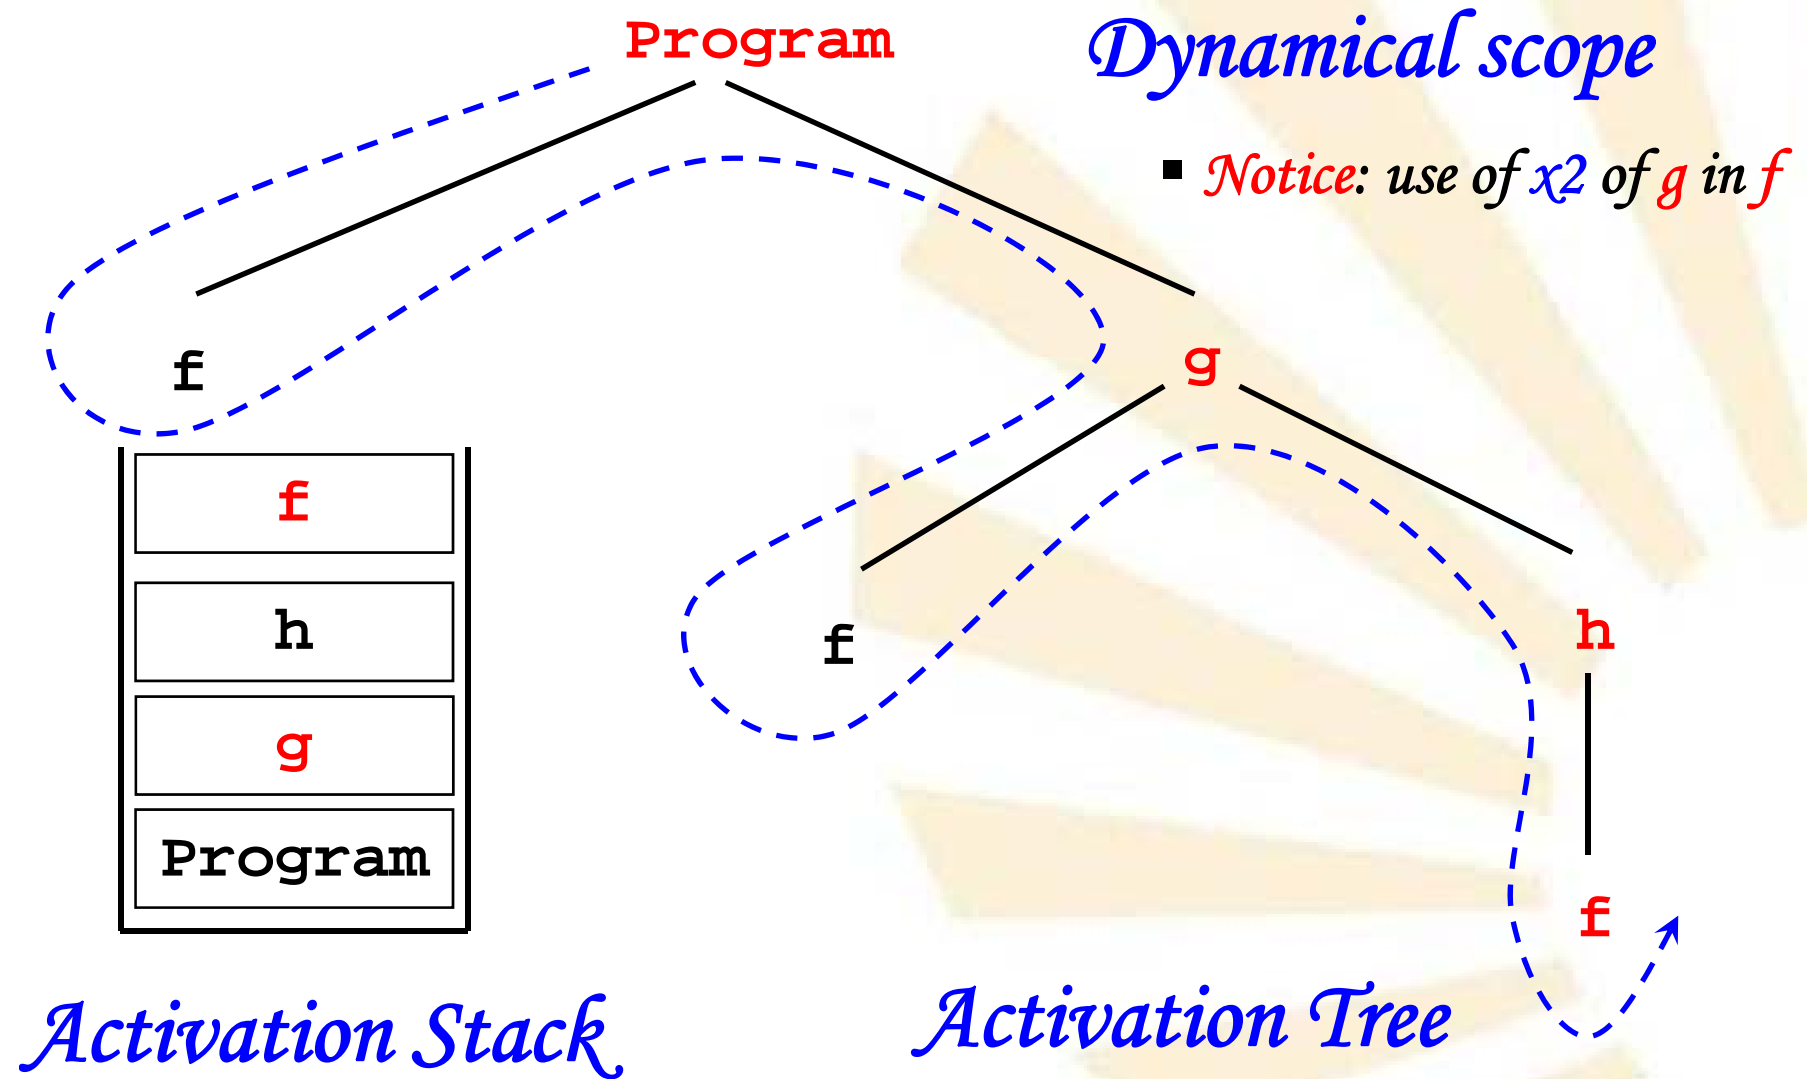 Program
Dynamical scope
Notice: use of x2 of g in f
f
g
f
h
g
Program
f
h
f
Activation Stack
Activation Tree